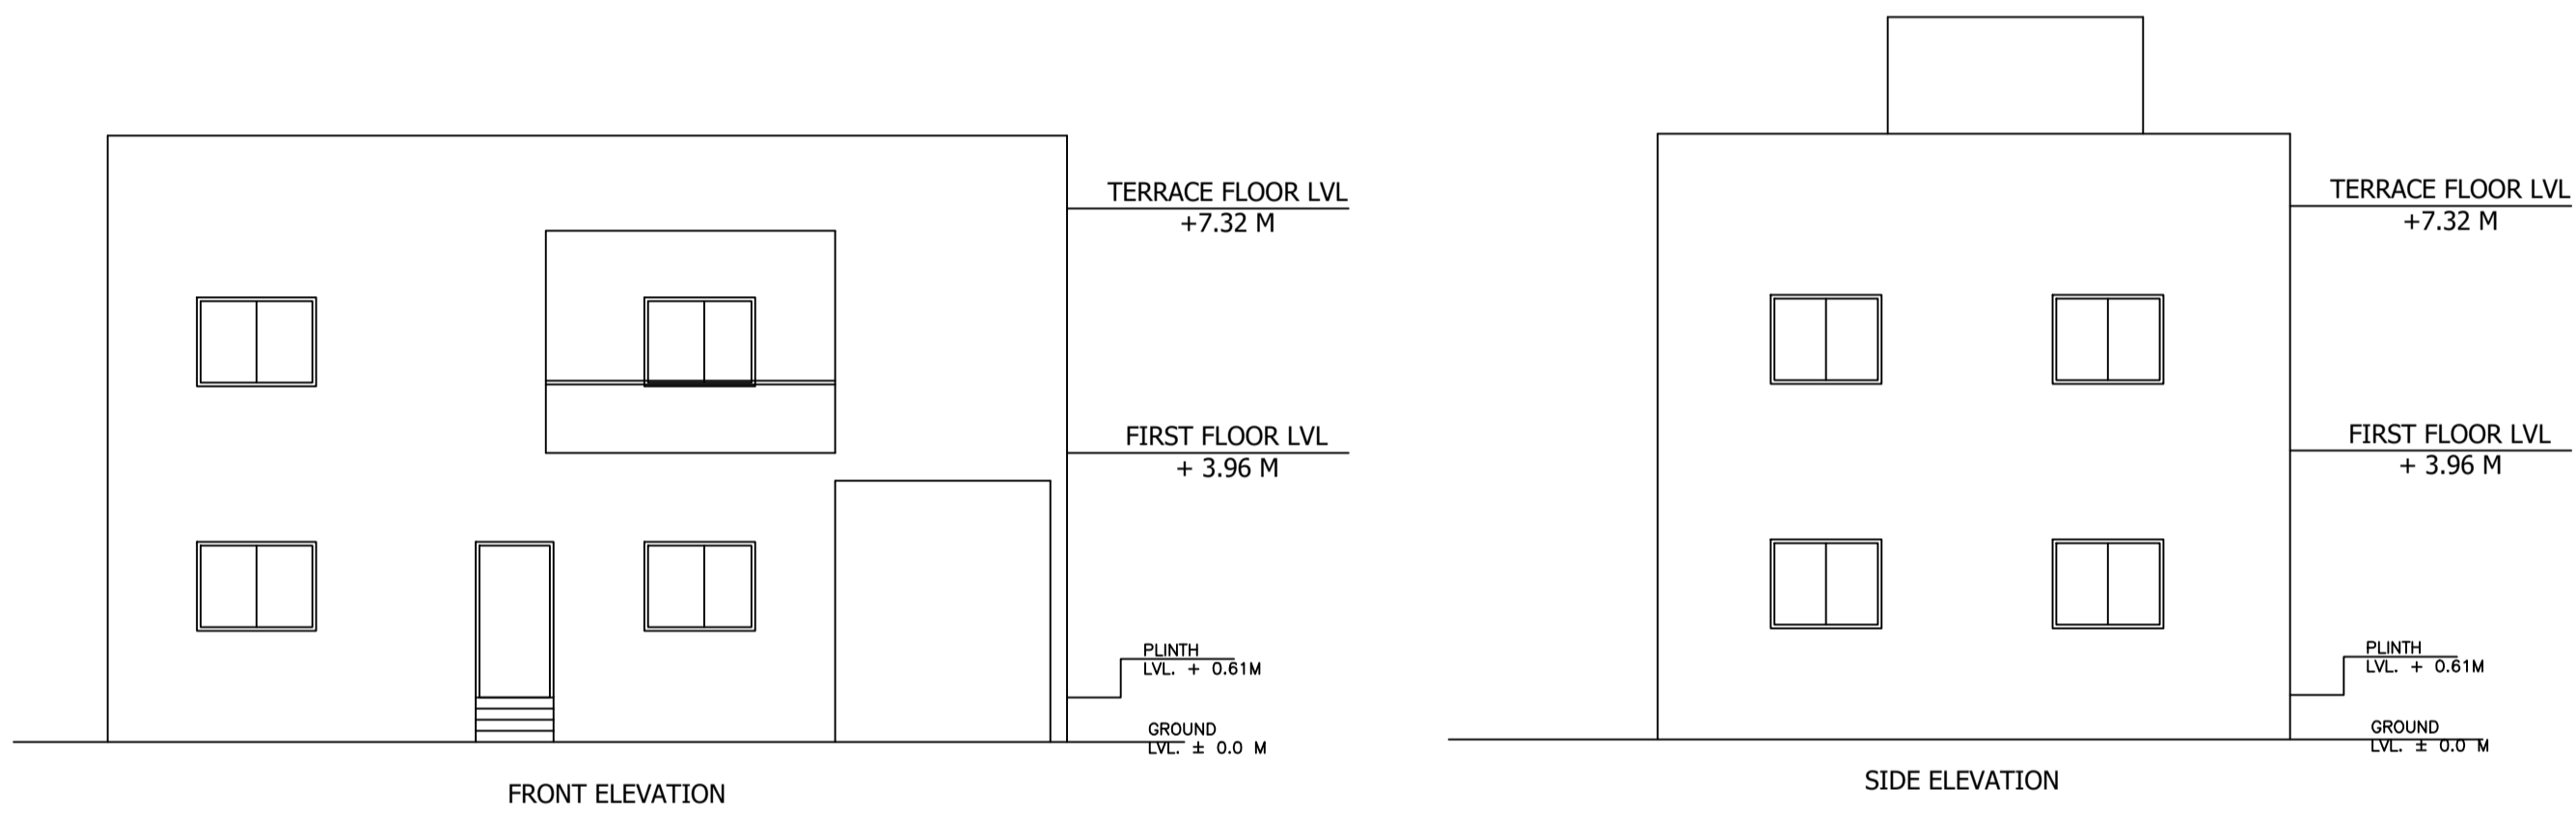 TERRACE FLOOR LVL
+7.32 M
FIRST FLOOR LVL
+ 3.96 M
PLINTH
LVL. + 0.61M
GROUND
LVL. ± 0.0 M
FRONT ELEVATION
TERRACE FLOOR LVL
+7.32 M
FIRST FLOOR LVL
+ 3.96 M
PLINTH
LVL. + 0.61M
GROUND
LVL. ± 0.0 M
SIDE ELEVATION